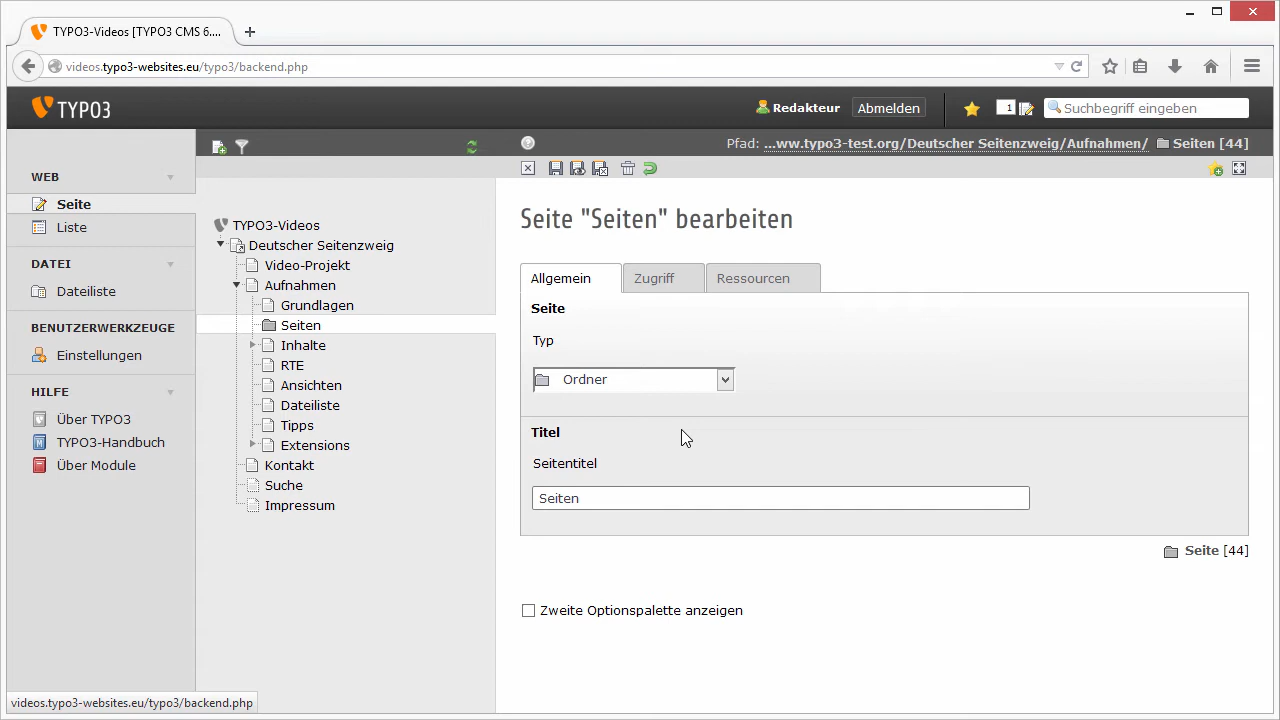 TYPO3-Videos [TYPO3 CMS 6....
videos.typo3-websites.eu/typo3/backend.php
TYPO3
Redakteur
Abmelden
1
Suchbegriff eingeben
Pfad: ...ww.typo3-test.org/Deutscher Seitenzweig/Aufnahmen/ Seiten [44]
WEB
Seite
Liste
DATEI
Dateiliste
BENUTZERWERKZEUGE
Einstellungen
HILFE
Über TYPO3
TYPO3-Handbuch
Über Module
TYPO3-Videos
Deutscher Seitenzweig
Video-Projekt
Aufnahmen
Grundlagen
Seiten
Inhalte
RTE
Ansichten
Dateiliste
Tipps
Extensions
Kontakt
Suche
Impressum
Seite "Seiten" bearbeiten
Allgemein
Zugriff
Ressourcen
Seite
Typ
Ordner
Titel
Seitentitel
Seiten
Seite [44]
Zweite Optionspalette anzeigen
videos.typo3-websites.eu/typo3/backend.php